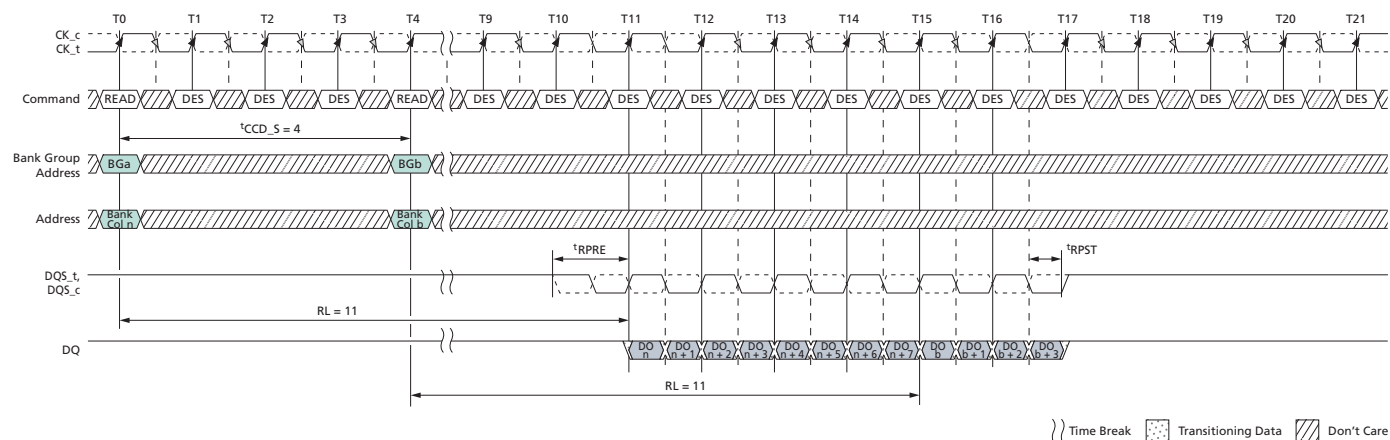 T0 T1 T2 T3 T4 T9 T10 T11 T12 T13 T14 T15 T16 T17 T18 T19 T20 T21
CK_c
CK_t
Command READ DES DES DES READ DES DES DES DES DES DES DES DES DES DES DES DES DES
tCCD_S = 4
Bank Group
Address
BGa BGb
Address
Bank
Col n
Bank
Col b
tRPRE tRPST
DQS_t,
DQS_c
RL = 11
DQ
DO
n
DO
n + 1
DO
n + 2
DO
n + 3
DO
n + 4
DO
n + 5
DO
n + 6
DO
n + 7
DO
b
DO
b + 1
DO
b + 2
DO
b + 3
RL = 11
Time Break Transitioning Data Don't Care